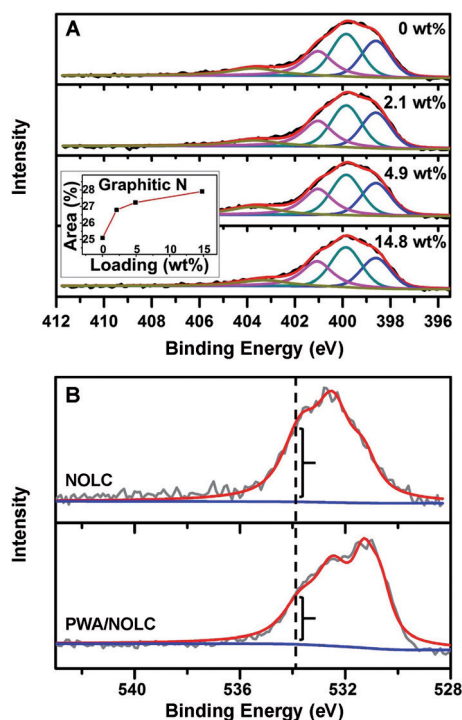 A
0 wt%
2.1 wt%
4.9 wt%
14.8 wt%
Intensity
Graphitic N
Area (%)
28
27
26
25
0 5 10 15
Loading (wt%)
412 410 408 406 404 402 400 398 396
Binding Energy (eV)
B
NOLC
PWA/NOLC
Intensity
540 536 532 528
Binding Energy (eV)